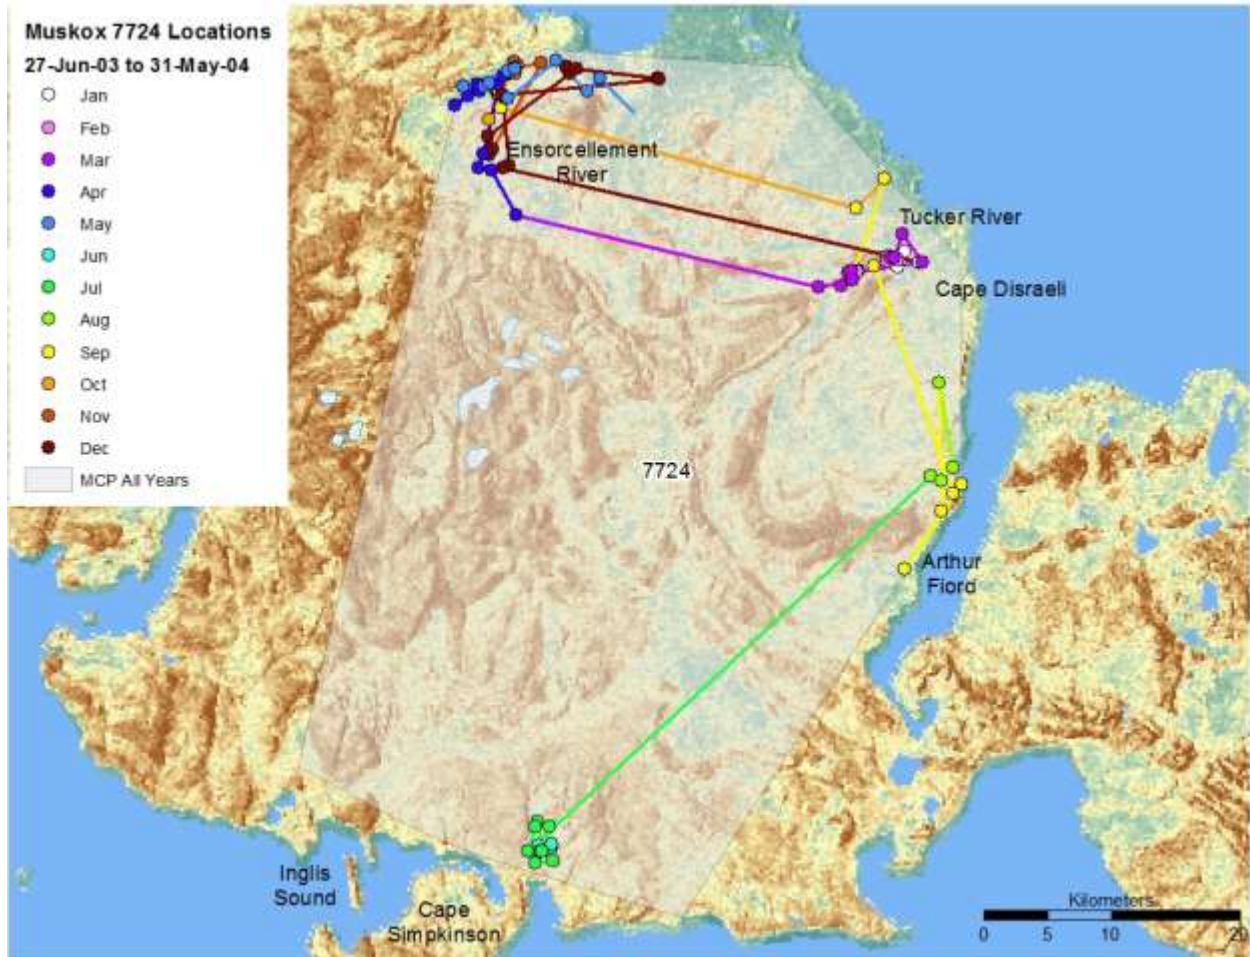 Muskox 7724 Locations
27-Jun-03 to 31-May-04
Jan
Feb
Mar
Apr
May
Jun
Jul
Aug
Sep
Oct
Nov
Dec
MCP All Years
Ensorcellement
River
Tucker River
Cape Disraeli
7724
Arthur
Fiord
Inglis
Sound
Cape
Simpkinson
Kilometers
0 5 10 20